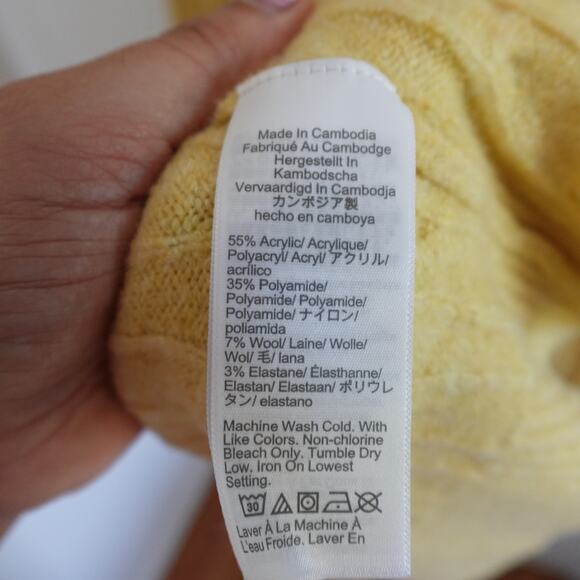 Made In Cambodia
Fabriqué Au Cambodge
Hergestellt In
Kambodscha
Vervaardigd In Cambodja
カンボジア製
hecho en camboya
55% Acrylic/ Acrylique/
Polyacryl/ Acryl/ アクリル/
acrílico
35% Polyamide/
Polyamide/ Polyamide/
Polyamide/ ナイロン/
poliamida
7% Wool/ Laine/ Wolle/
Wol/ 毛/ lana
3% Elastane/ Élasthanne/
Elastan/ Elastaan/ ポリウレ
タン/ elastano
Machine Wash Cold. With
Like Colors. Non-chlorine
Bleach Only. Tumble Dry
Low. Iron On Lowest
Setting.
30
Laver À La Machine À
L'eau Froide. Laver En